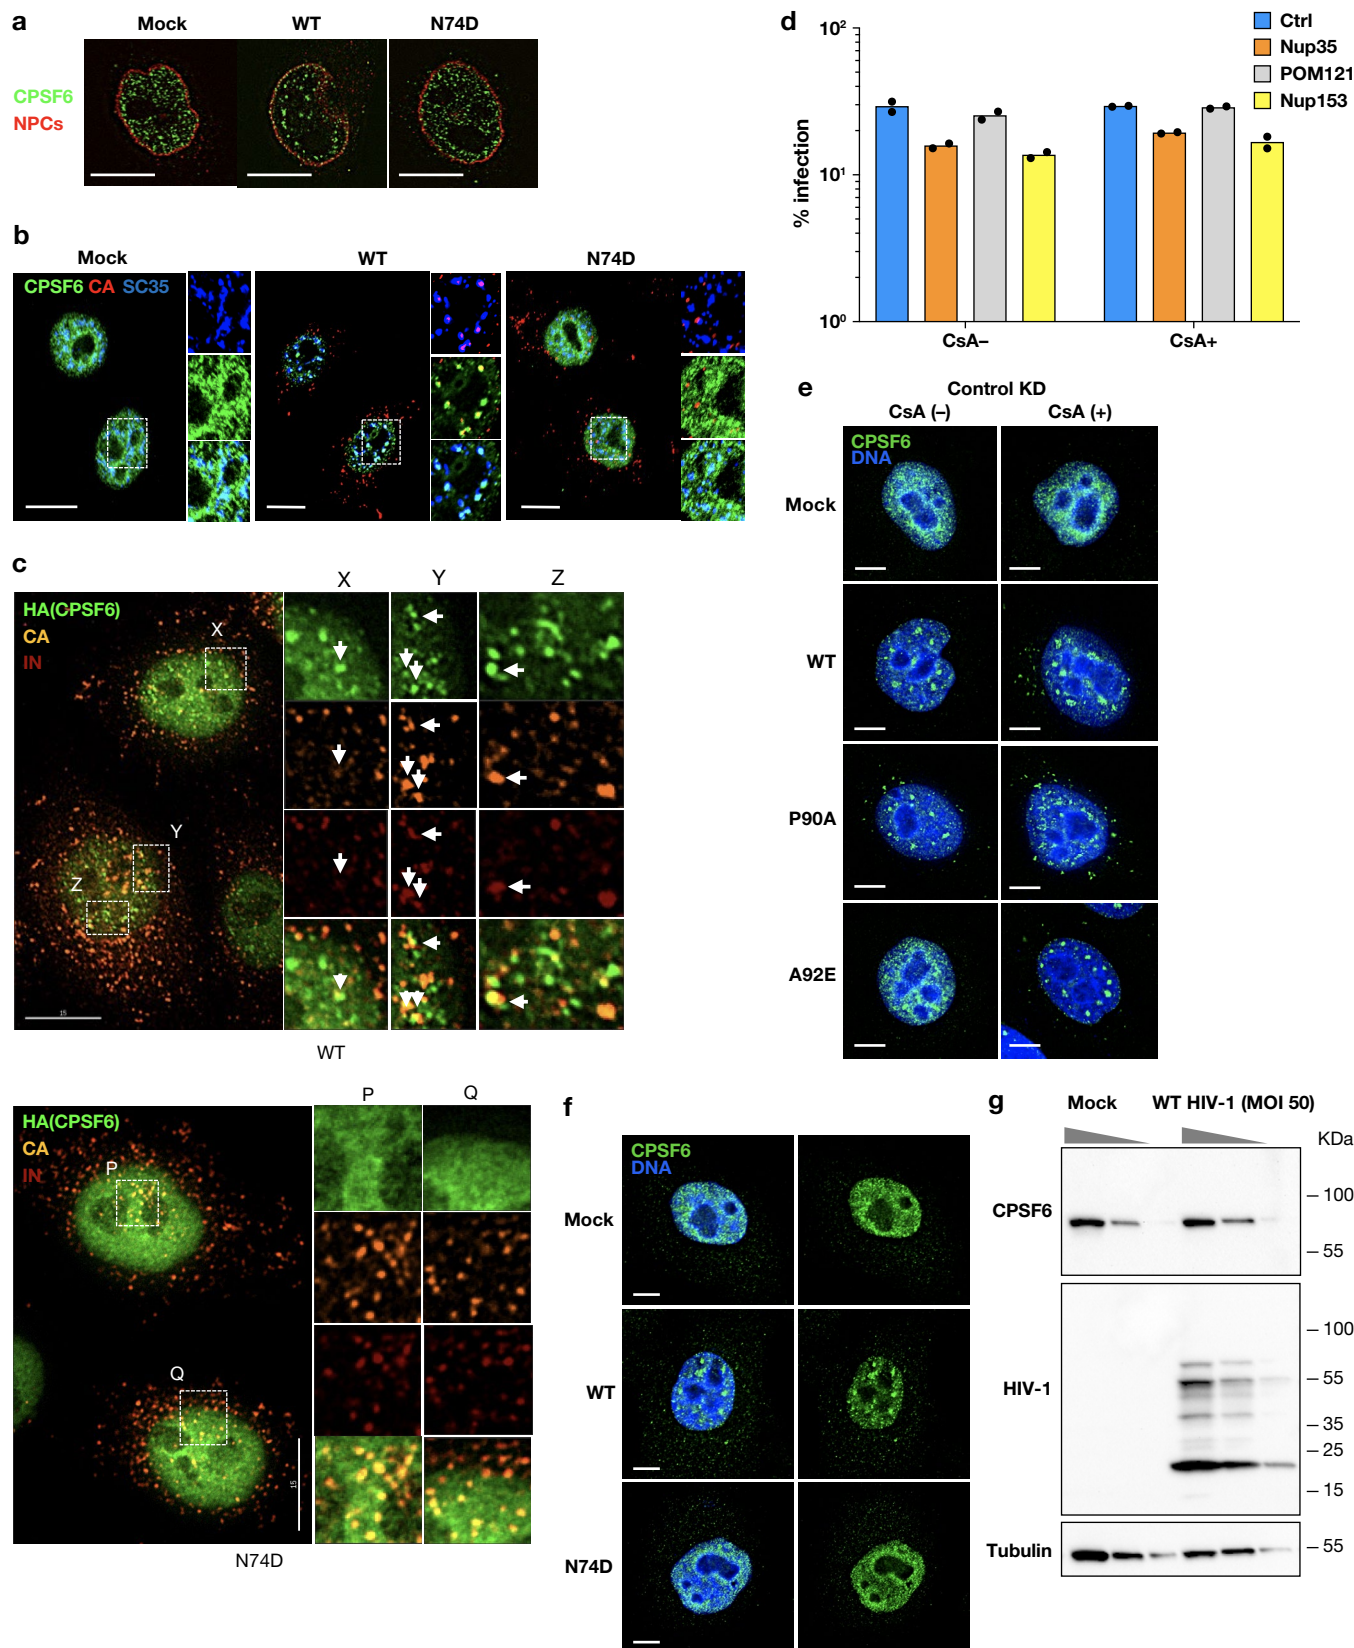 a
Mock WT N74D
CPSF6
NPCs
b
Mock WT N74D
CPSF6 CA SC35
c
X Y Z
HA(CPSF6)
CA
IN
X
Y
Z
15
WT
P Q
HA(CPSF6)
CA
IN
P
Q
15
N74D
d
Ctrl
Nup35
POM121
Nup153
% infection
10²
10¹
10⁰
CsA– CsA+
e
Control KD
CsA (–) CsA (+)
CPSF6
DNA
Mock
WT
P90A
A92E
f
CPSF6
DNA
Mock
WT
N74D
g
Mock WT HIV-1 (MOI 50)
KDa
CPSF6
– 100
– 55
HIV-1
– 100
– 55
– 35
– 25
– 15
Tubulin
– 55